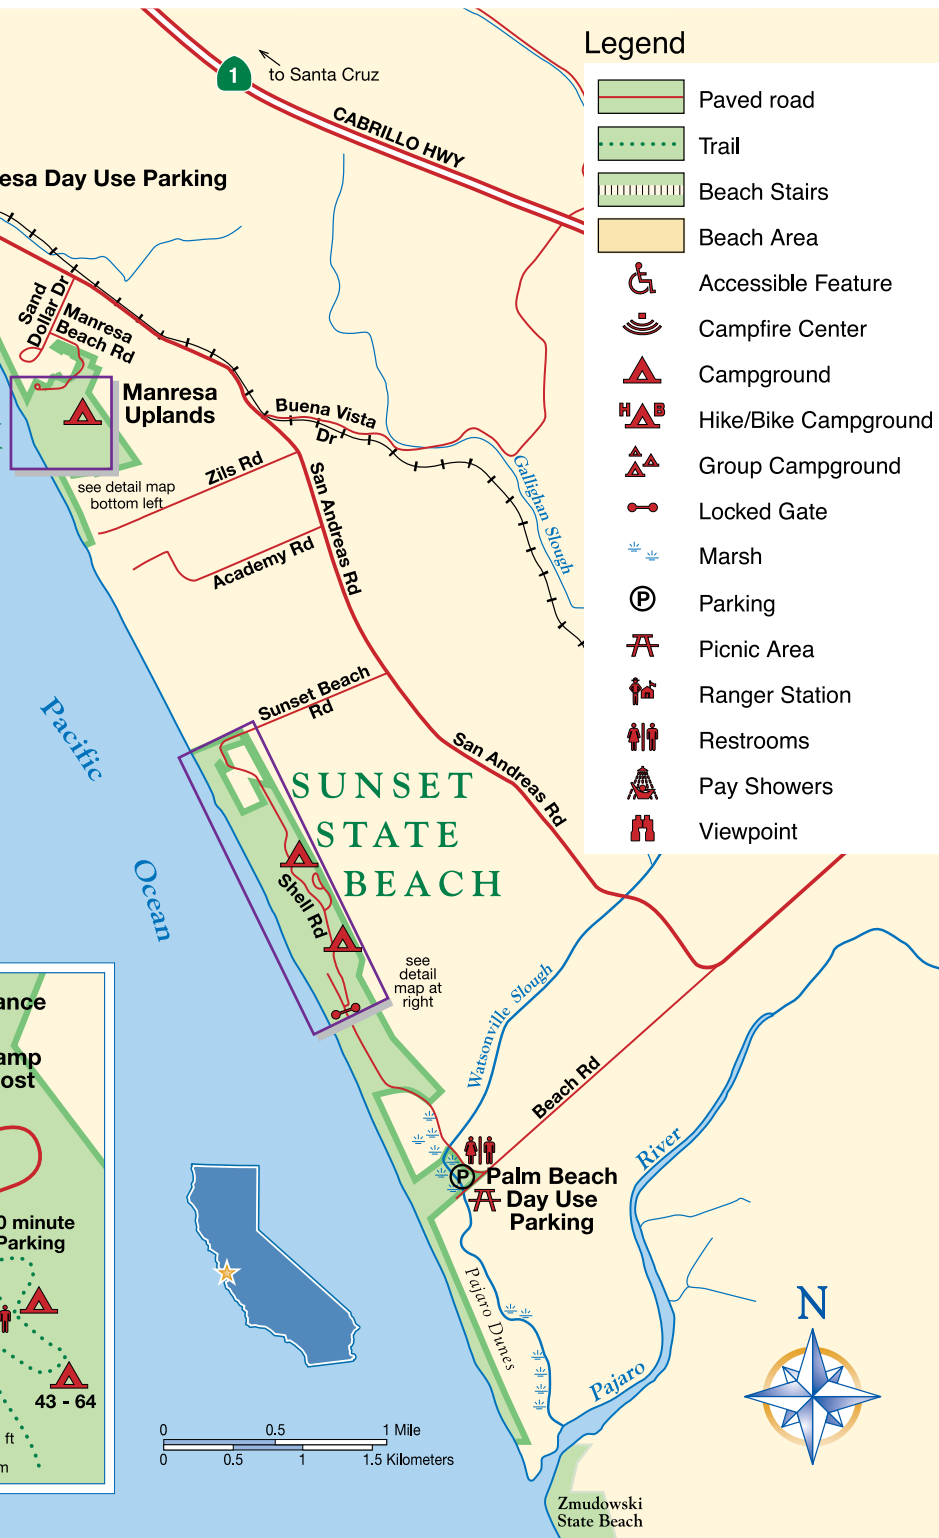 Legend
1
to Santa Cruz
CABRILLO HWY
Paved road
Trail
Beach Stairs
Beach Area
Accessible Feature
Campfire Center
Campground
H B
Hike/Bike Campground
Group Campground
Locked Gate
Marsh
P
Parking
Picnic Area
Ranger Station
Restrooms
Pay Showers
Viewpoint
esa Day Use Parking
Sand
Dollar Dr
Manresa
Beach Rd
Manresa
Uplands
see detail map
bottom left
Buena Vista
Dr
Zils Rd
San Andreas Rd
Academy Rd
Gallighan Slough
Sunset Beach
Rd
San Andreas Rd
Pacific
Ocean
SUNSET
STATE
BEACH
Shell Rd
see
detail
map at
right
Watsonville Slough
Beach Rd
River
P
Palm Beach
Day Use
Parking
Pajaro Dunes
Pajaro
N
ance
amp
ost
0 minute
Parking
43 - 64
ft
m
0 0.5 1 Mile
0 0.5 1 1.5 Kilometers
Zmudowski
State Beach